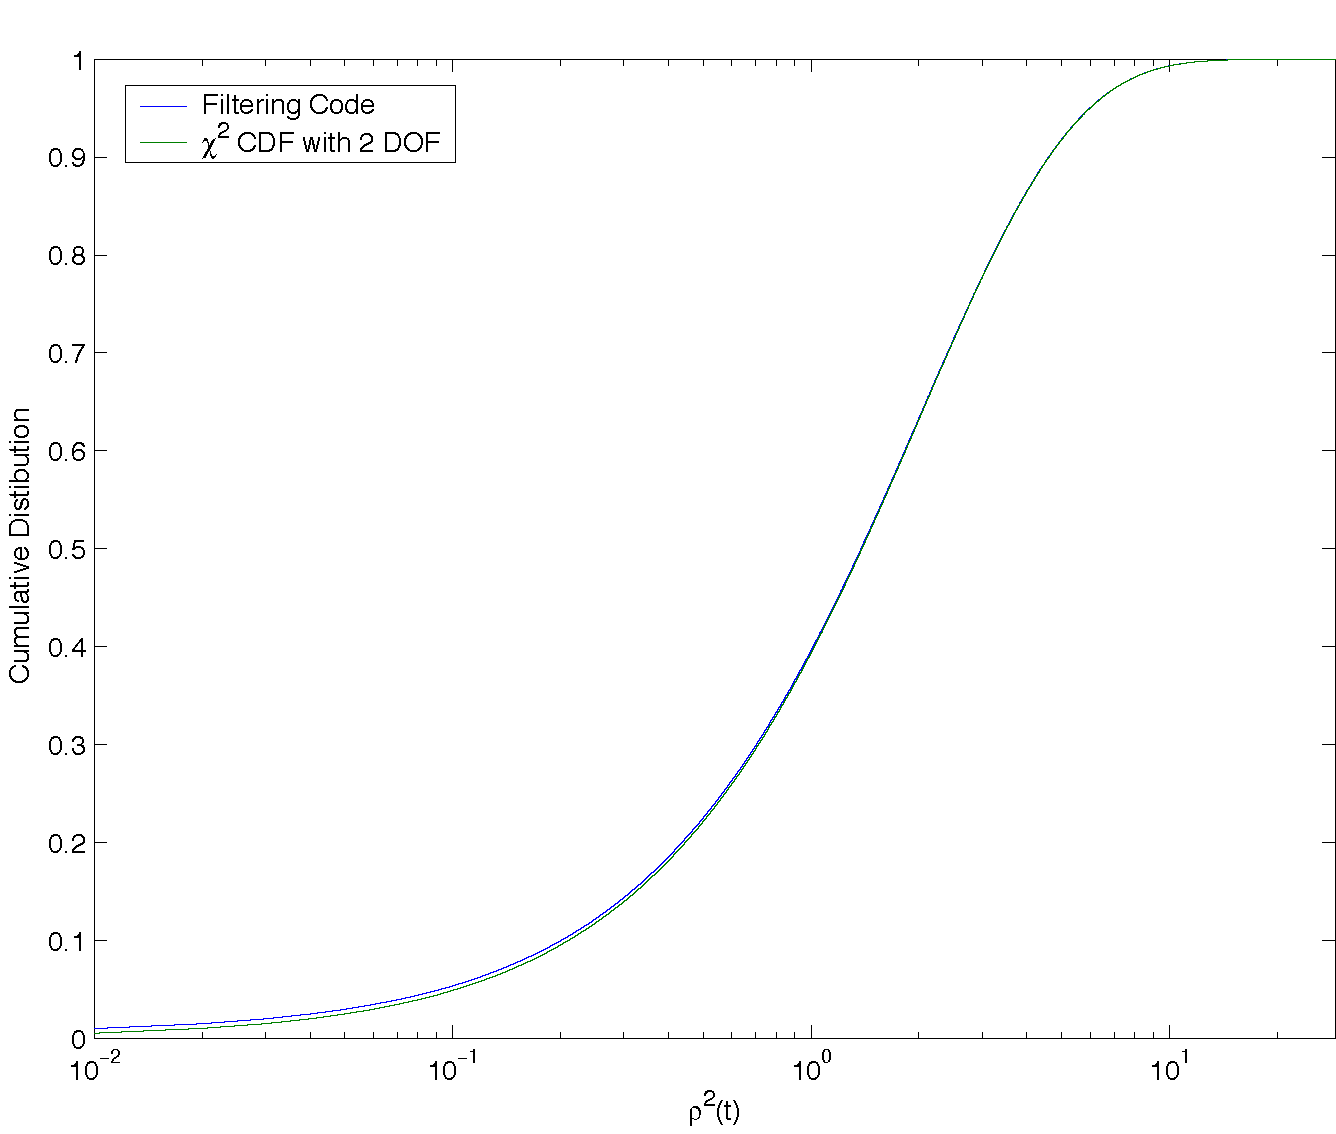 Filtering Code
χ² CDF with 2 DOF
1
0.9
0.8
0.7
0.6
0.5
0.4
0.3
0.2
0.1
0
Cumulative Distibution
10⁻² 10⁻¹ 10⁰ 10¹
ρ²(t)